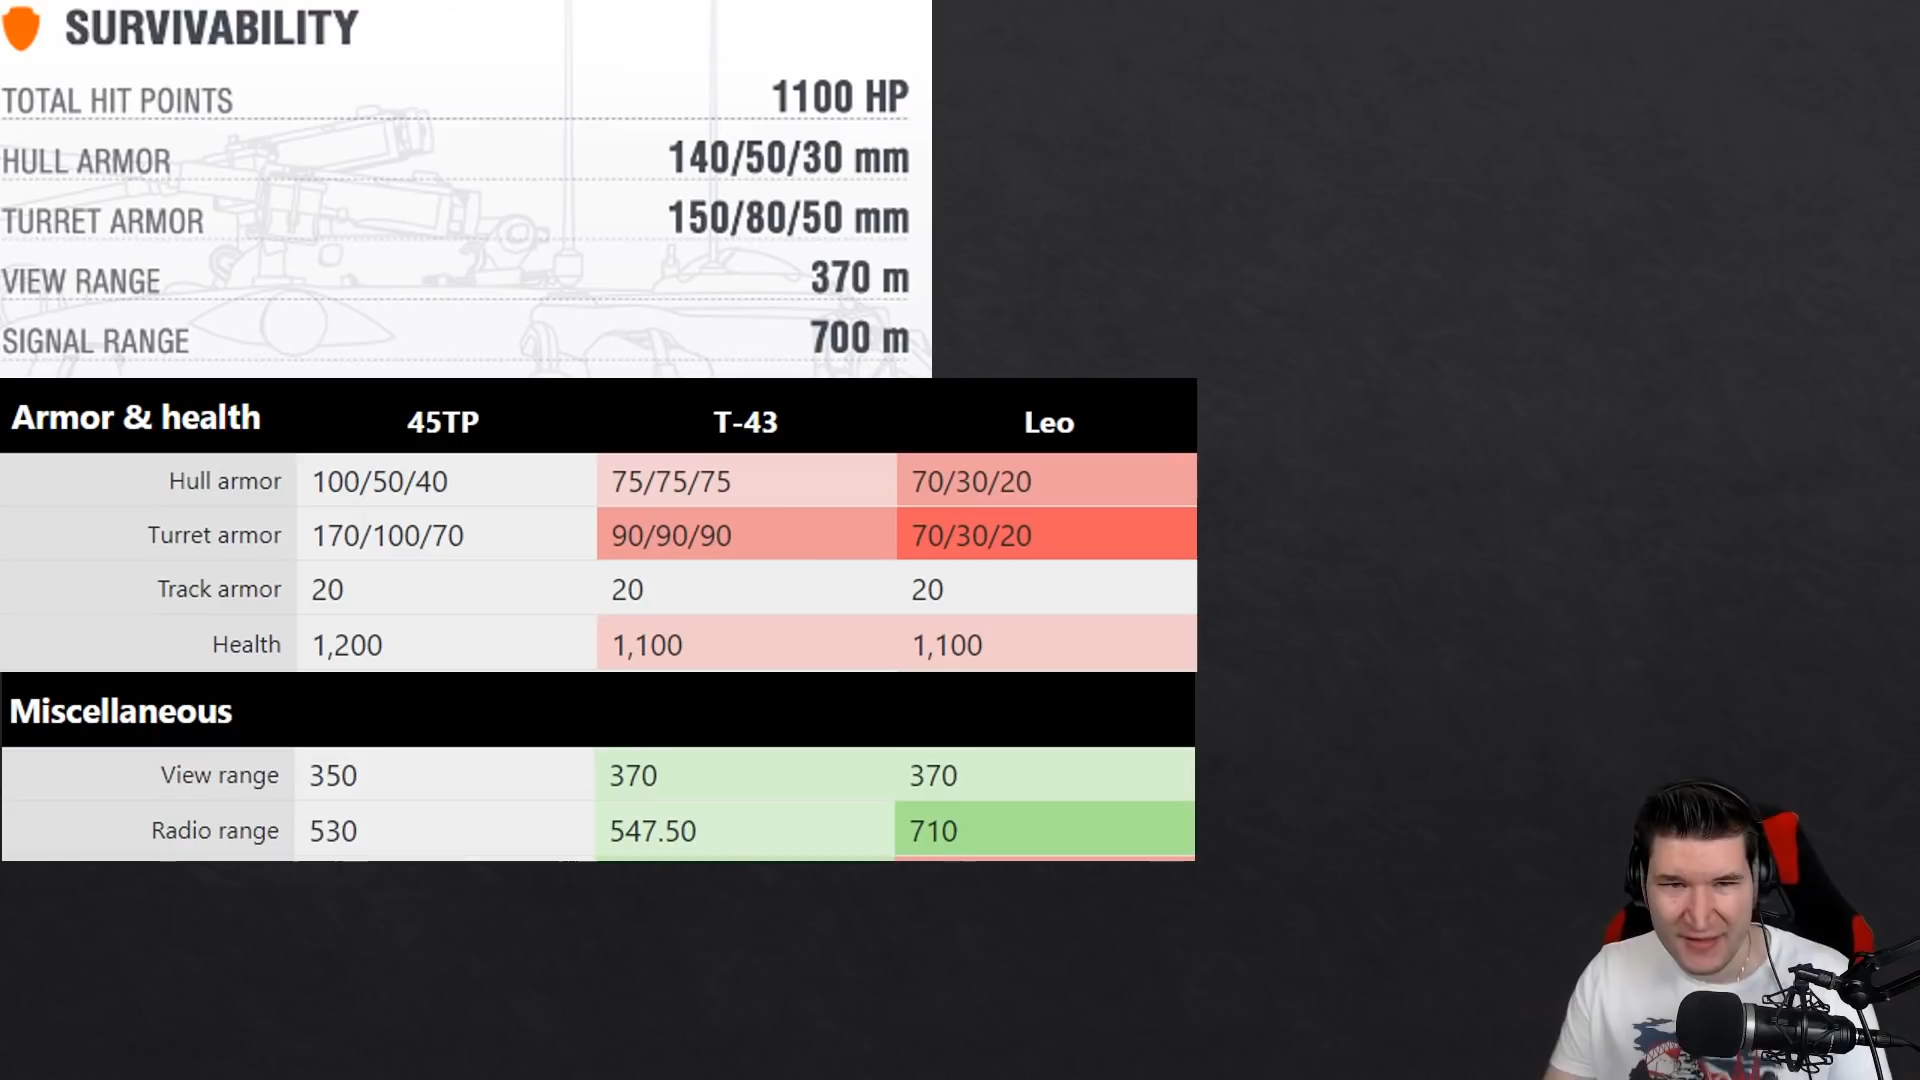 SURVIVABILITY
TOTAL HIT POINTS 1100 HP
HULL ARMOR 140/50/30 mm
TURRET ARMOR 150/80/50 mm
VIEW RANGE 370 m
SIGNAL RANGE 700 m
Armor & health 45TP T-43 Leo
Hull armor 100/50/40 75/75/75 70/30/20
Turret armor 170/100/70 90/90/90 70/30/20
Track armor 20 20 20
Health 1,200 1,100 1,100
Miscellaneous
View range 350 370 370
Radio range 530 547.50 710